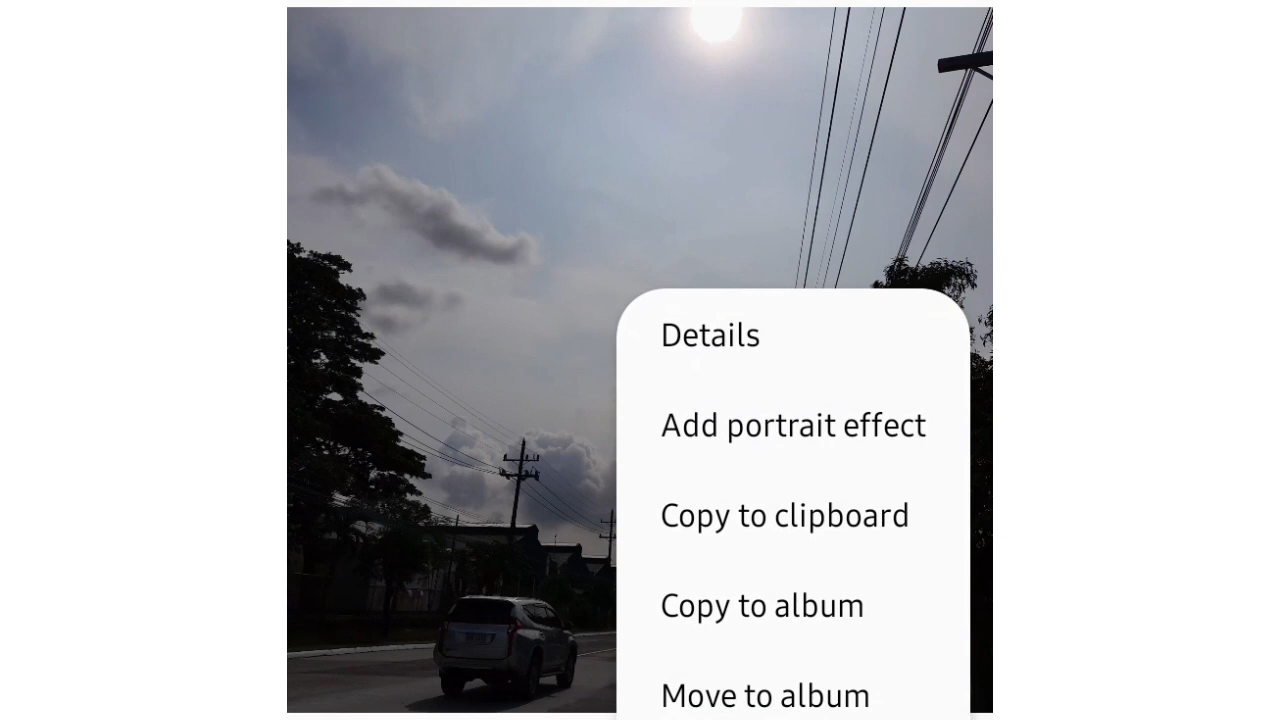 Details
Add portrait effect
Copy to clipboard
Copy to album
Move to album